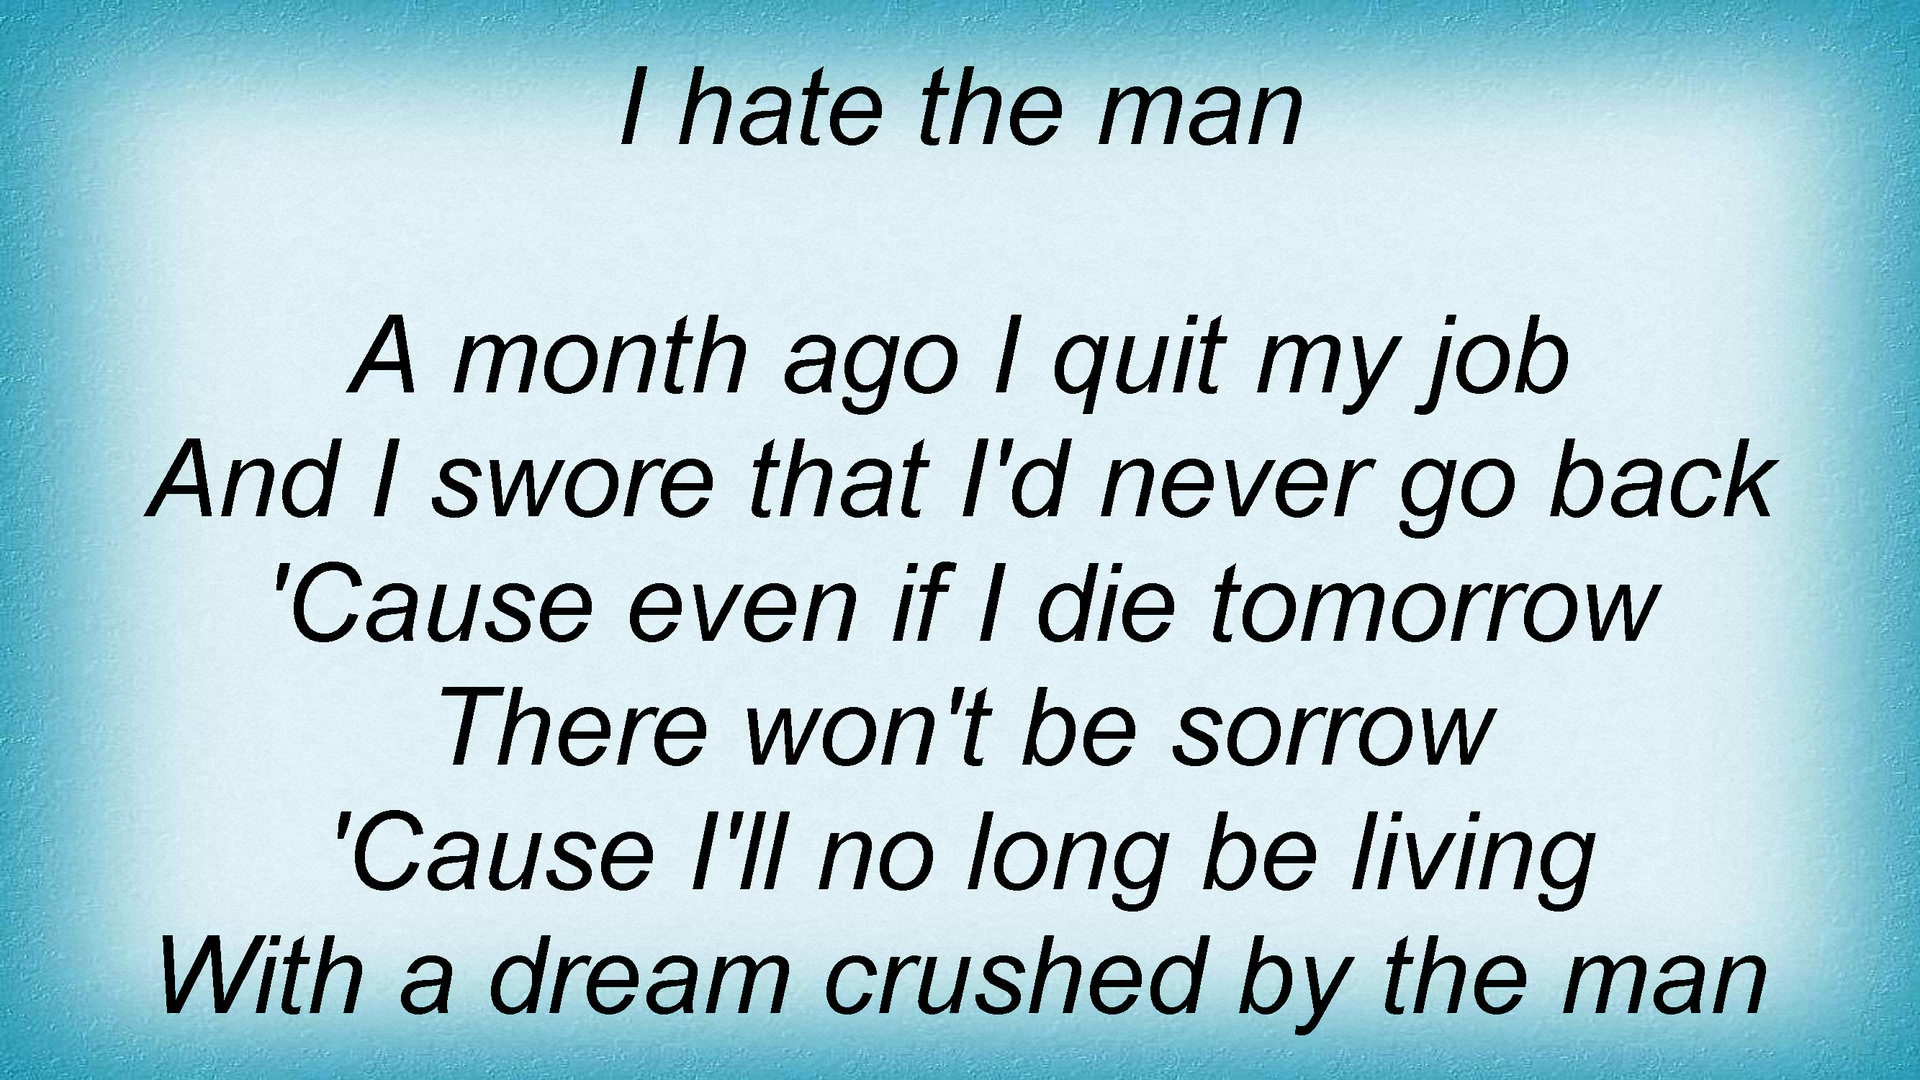 I hate the man
A month ago I quit my job
And I swore that I'd never go back
'Cause even if I die tomorrow
There won't be sorrow
'Cause I'll no long be living
With a dream crushed by the man